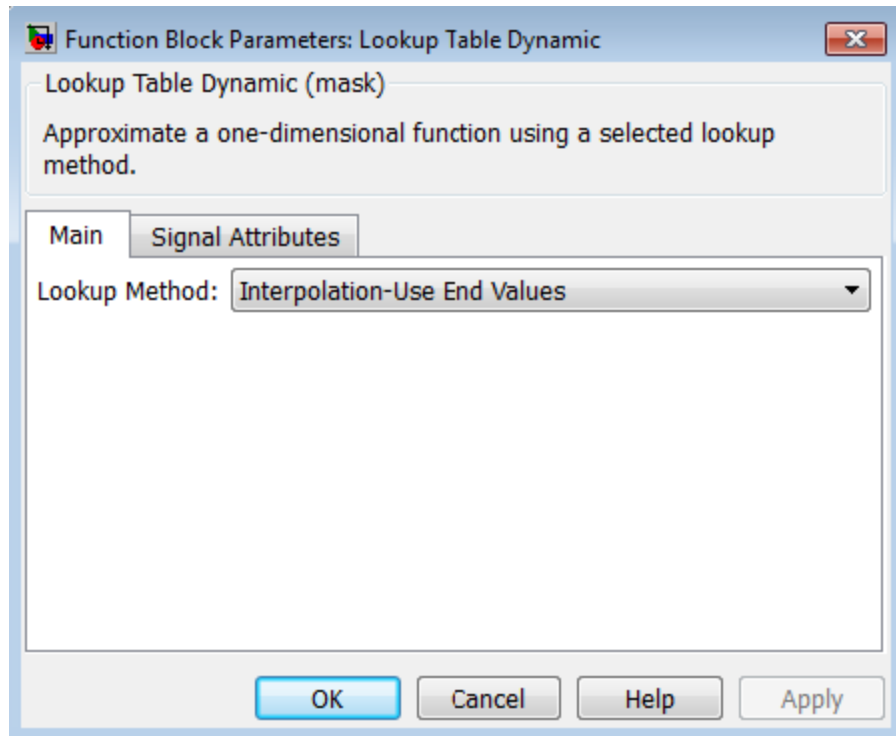 Function Block Parameters: Lookup Table Dynamic
Lookup Table Dynamic (mask)
Approximate a one-dimensional function using a selected lookup
method.
Main Signal Attributes
Lookup Method: Interpolation-Use End Values
OK Cancel Help Apply